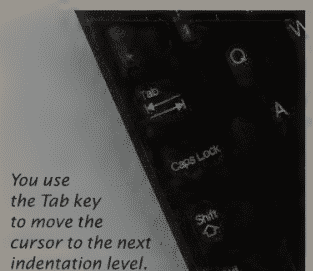 W
Q
Tab
A
Caps Lock
Shift
You use
the Tab key
to move the
cursor to the next
indentation level.